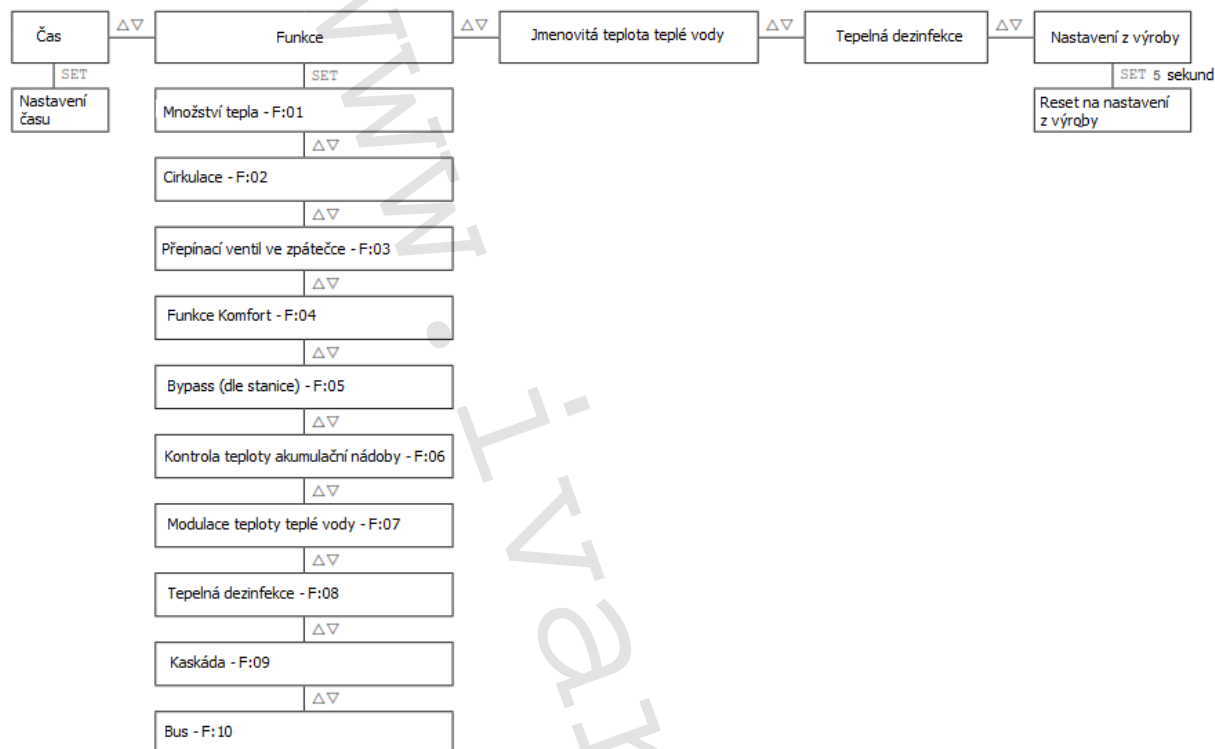 Čas
△▽
Funkce
△▽
Jmenovitá teplota teplé vody
△▽
Tepelná dezinfekce
△▽
Nastavení z výroby
SET
SET
SET 5 sekund
Nastavení
času
Množství tepla - F:01
Reset na nastavení
z výroby
△▽
Cirkulace - F:02
△▽
Přepínací ventil ve zpátečce - F:03
△▽
Funkce Komfort - F:04
△▽
Bypass (dle stanice) - F:05
△▽
Kontrola teploty akumulační nádoby - F:06
△▽
Modulace teploty teplé vody - F:07
△▽
Tepelná dezinfekce - F:08
△▽
Kaskáda - F:09
△▽
Bus - F:10